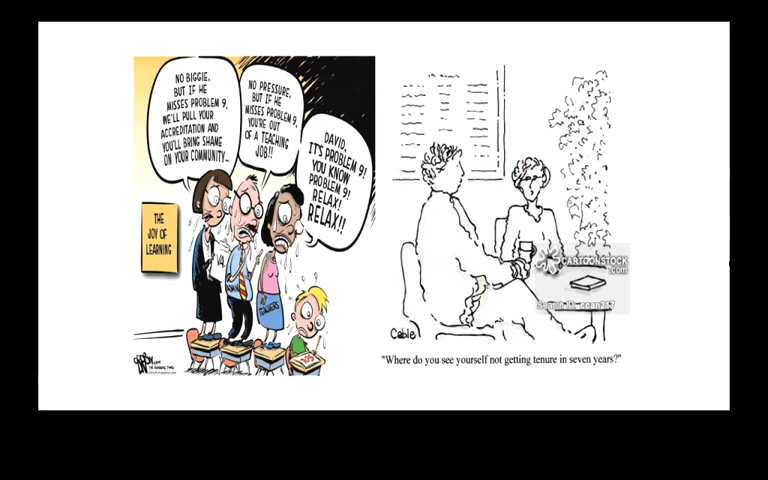 NO BIGGIE,
BUT IF HE
MISSES PROBLEM 9,
WE'LL PULL YOUR
ACCREDITATION AND
YOU'LL BRING SHAME
ON YOUR COMMUNITY...
NO PRESSURE,
BUT IF HE
MISSES PROBLEM 9,
YOU'RE OUT
OF A TEACHING
JOB!!
DAVID,
IT'S PROBLEM 9!
YOU KNOW
PROBLEM 9!
RELAX!
RELAX!!
THE
JOY OF
LEARNING
TEACHERS
Cable
CARTOONSTOCK
.com
"Where do you see yourself not getting tenure in seven years?"